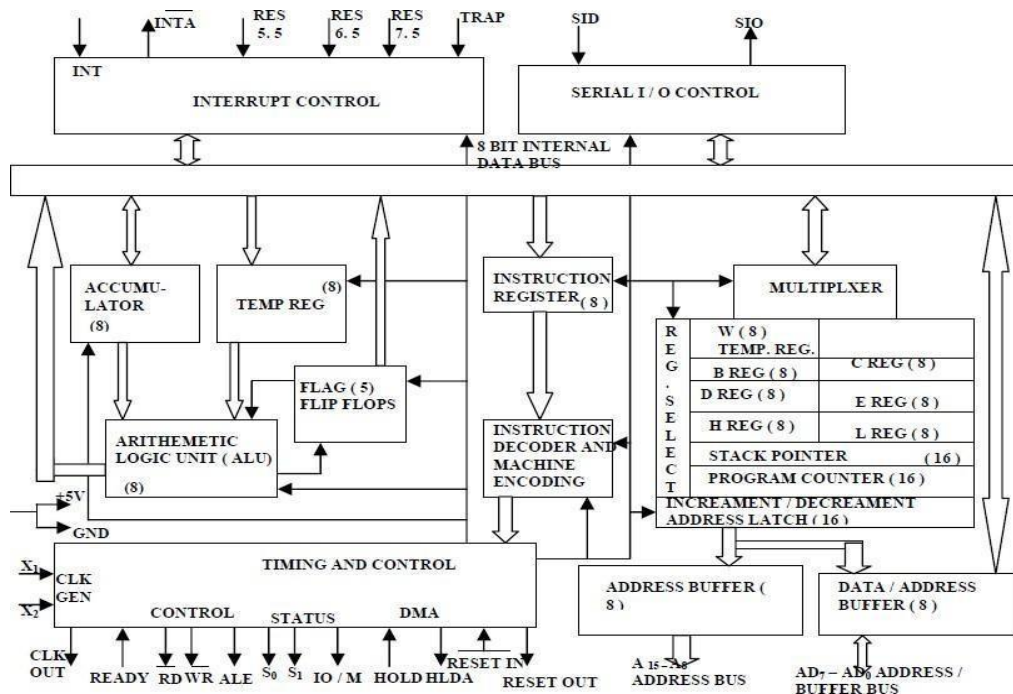 INTA
RES
5. 5
RES
6. 5
RES
7. 5
TRAP
SID
SIO
INT
INTERRUPT CONTROL
SERIAL I / O CONTROL
8 BIT INTERNAL
DATA BUS
ACCUMU-
LATOR
(8)
(8)
TEMP REG
INSTRUCTION
REGISTER ( 8 )
MULTIPLXER
REG. SELECT
W ( 8 )
TEMP. REG.
B REG ( 8 )
C REG ( 8 )
D REG ( 8 )
E REG ( 8 )
H REG ( 8 )
L REG ( 8 )
STACK POINTER
( 16 )
PROGRAM COUNTER ( 16 )
INCREAMENT / DECREAMENT
ADDRESS LATCH ( 16 )
FLAG ( 5 )
FLIP FLOPS
ARITHEMETIC
LOGIC UNIT ( ALU )
(8)
INSTRUCTION
DECODER AND
MACHINE
ENCODING
+5V
GND
X1
X2
CLK
GEN
TIMING AND CONTROL
CONTROL
STATUS
DMA
ADDRESS BUFFER (
8 )
DATA / ADDRESS
BUFFER ( 8 )
CLK
OUT
READY
RD
WR
ALE
S0
S1
IO / M
HOLD
HLDA
RESET IN
RESET OUT
A 15 – A8
ADDRESS BUS
AD7 – AD0 ADDRESS /
BUFFER BUS